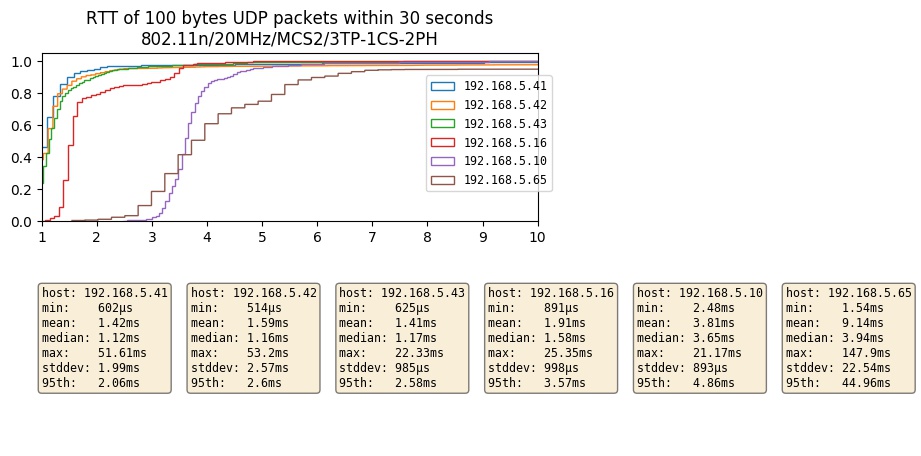 RTT of 100 bytes UDP packets within 30 seconds
802.11n/20MHz/MCS2/3TP-1CS-2PH
1.0
0.8
0.6
0.4
0.2
0.0
1 2 3 4 5 6 7 8 9 10
192.168.5.41
192.168.5.42
192.168.5.43
192.168.5.16
192.168.5.10
192.168.5.65
host: 192.168.5.41
min: 602µs
mean: 1.42ms
median: 1.12ms
max: 51.61ms
stddev: 1.99ms
95th: 2.06ms
host: 192.168.5.42
min: 514µs
mean: 1.59ms
median: 1.16ms
max: 53.2ms
stddev: 2.57ms
95th: 2.6ms
host: 192.168.5.43
min: 625µs
mean: 1.41ms
median: 1.17ms
max: 22.33ms
stddev: 985µs
95th: 2.58ms
host: 192.168.5.16
min: 891µs
mean: 1.91ms
median: 1.58ms
max: 25.35ms
stddev: 998µs
95th: 3.57ms
host: 192.168.5.10
min: 2.48ms
mean: 3.81ms
median: 3.65ms
max: 21.17ms
stddev: 893µs
95th: 4.86ms
host: 192.168.5.65
min: 1.54ms
mean: 9.14ms
median: 3.94ms
max: 147.9ms
stddev: 22.54ms
95th: 44.96ms